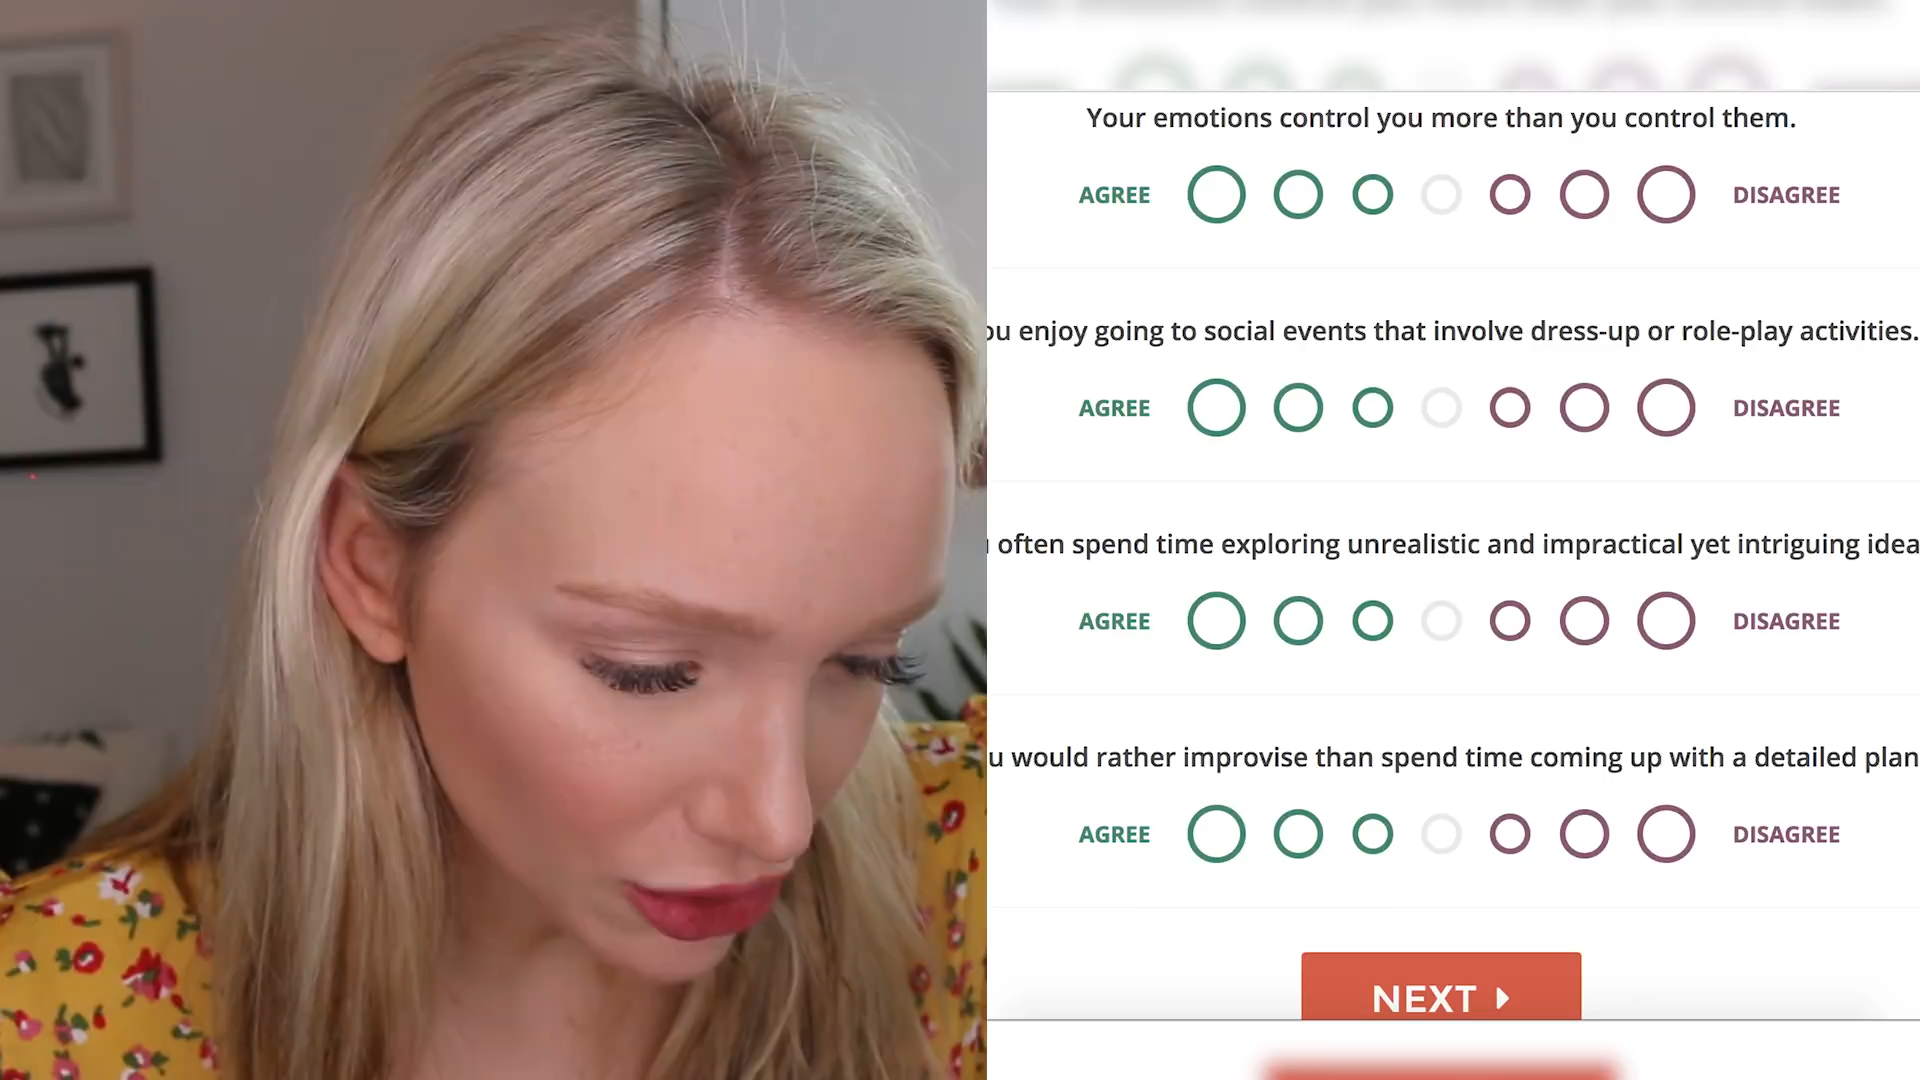 Your emotions control you more than you control them.
AGREE DISAGREE
ou enjoy going to social events that involve dress-up or role-play activities.
AGREE DISAGREE
often spend time exploring unrealistic and impractical yet intriguing idea
AGREE DISAGREE
u would rather improvise than spend time coming up with a detailed plan
AGREE DISAGREE
NEXT